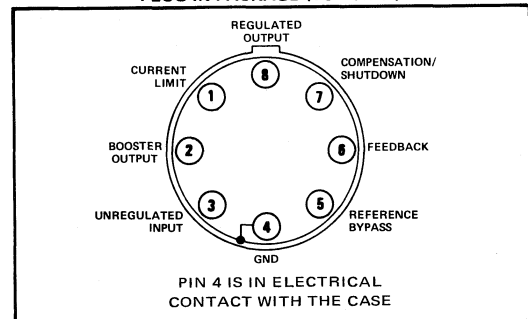 REGULATED
OUTPUT
CURRENT
LIMIT
COMPENSATION/
SHUTDOWN
8
1
7
BOOSTER
OUTPUT
2
6
FEEDBACK
3
5
4
UNREGULATED
INPUT
REFERENCE
BYPASS
GND
PIN 4 IS IN ELECTRICAL
CONTACT WITH THE CASE